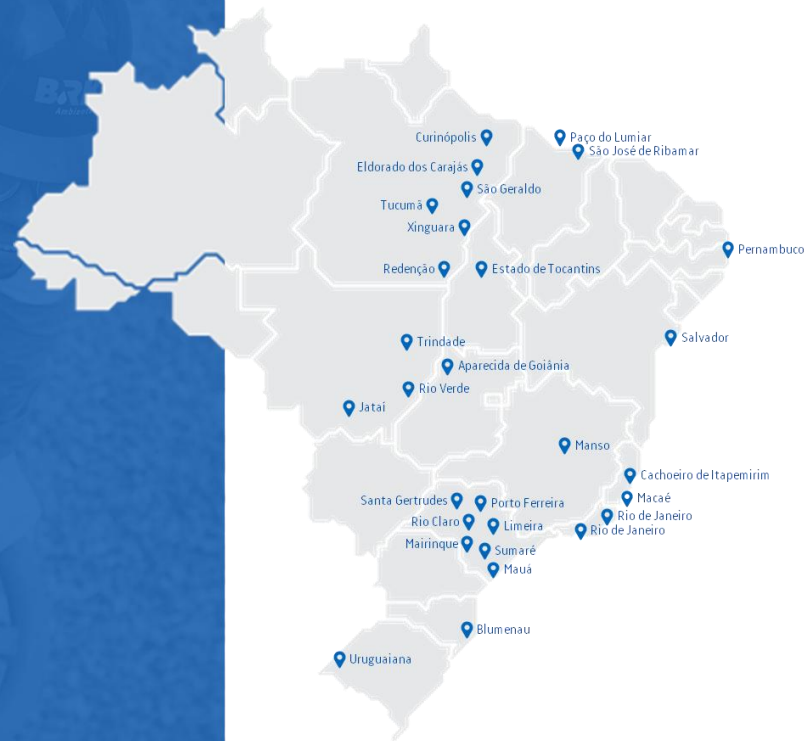 Curinópolis
Paço do Lumiar
São José de Ribamar
Eldorado dos Carajás
São Geraldo
Tucumã
Xinguara
Pernambuco
Redenção
Estado de Tocantins
Salvador
Trindade
Aparecida de Goiânia
Rio Verde
Jataí
Manso
Cachoeiro de Itapemirim
Santa Gertrudes
Porto Ferreira
Macaé
Rio Claro
Limeira
Rio de Janeiro
Rio de Janeiro
Mairinque
Sumaré
Mauá
Blumenau
Uruguaiana